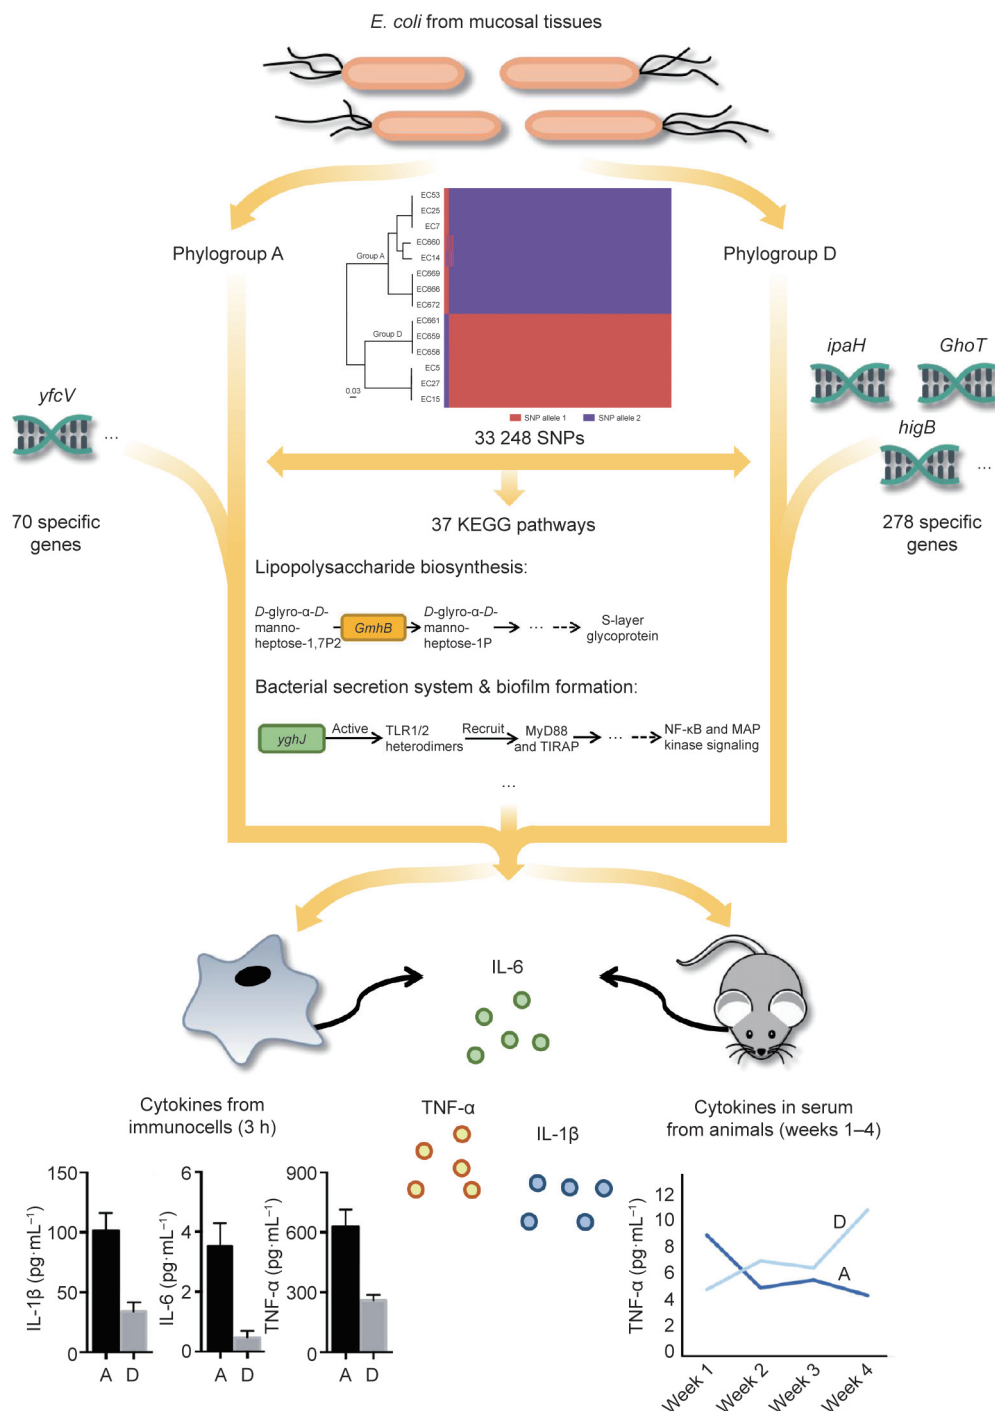 E. coli from mucosal tissues
Phylogroup A
Phylogroup D
EC53
EC25
EC7
EC660
EC14
EC669
EC666
EC672
EC661
EC659
EC658
EC5
EC27
EC15
Group A
Group D
0.03
SNP allele 1
SNP allele 2
33 248 SNPs
yfcV
...
70 specific
genes
ipaH
GhoT
higB
...
278 specific
genes
37 KEGG pathways
Lipopolysaccharide biosynthesis:
D-glyro-α-D-
manno-
heptose-1,7P2
GmhB
D-glyro-α-D-
manno-
heptose-1P
...
S-layer
glycoprotein
Bacterial secretion system & biofilm formation:
yghJ
Active
TLR1/2
heterodimers
Recruit
MyD88
and TIRAP
...
NF-κB and MAP
kinase signaling
...
IL-6
TNF-α
IL-1β
Cytokines from
immunocells (3 h)
IL-1β (pg·mL−1)
150
100
50
0
A D
IL-6 (pg·mL−1)
6
4
2
0
A D
TNF-α (pg·mL−1)
900
600
300
0
A D
Cytokines in serum
from animals (weeks 1–4)
TNF-α (pg·mL−1)
12
10
8
6
4
2
0
D
A
Week 1
Week 2
Week 3
Week 4